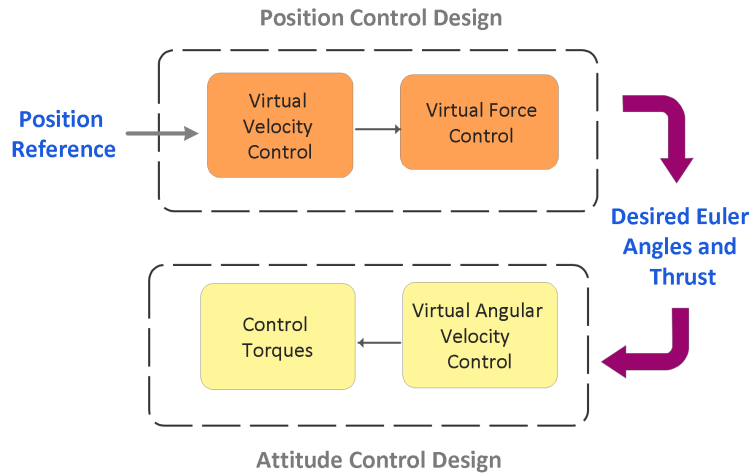 Position Control Design
Position
Reference
Virtual
Velocity
Control
Virtual Force
Control
Desired Euler
Angles and
Thrust
Control
Torques
Virtual Angular
Velocity
Control
Attitude Control Design